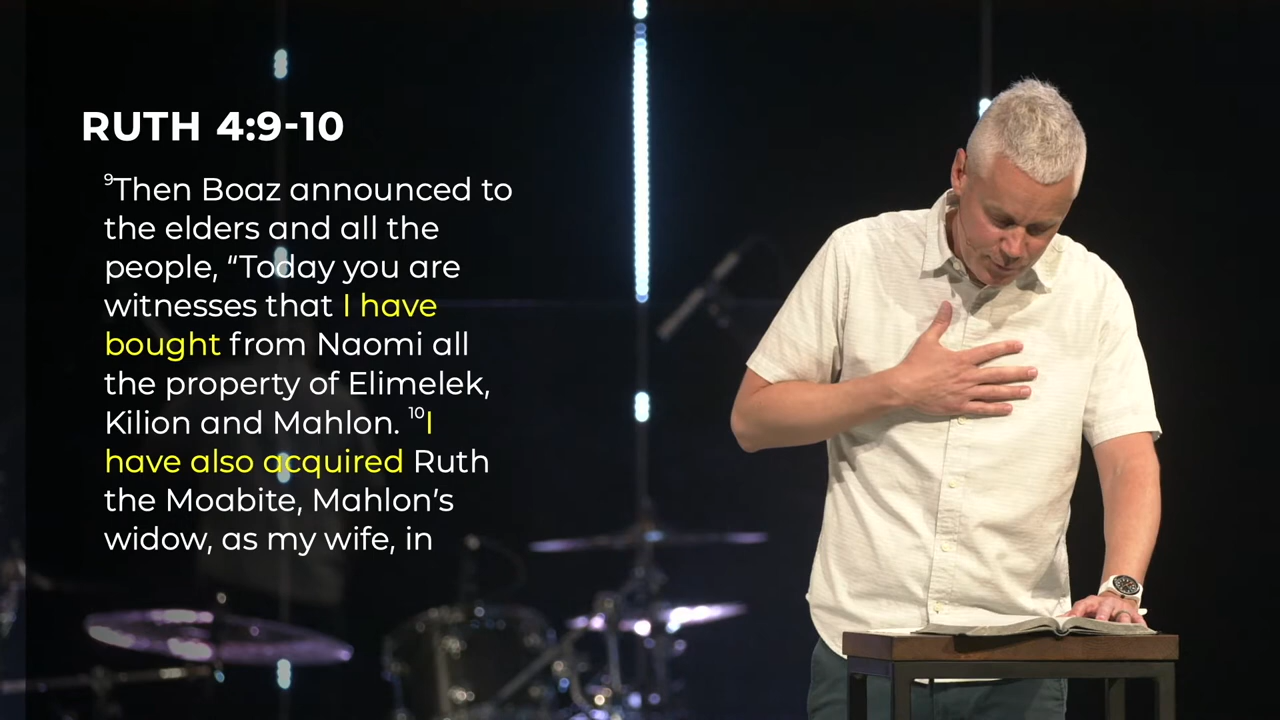 RUTH 4:9-10
⁹Then Boaz announced to
the elders and all the
people, “Today you are
witnesses that I have
bought from Naomi all
the property of Elimelek,
Kilion and Mahlon. ¹⁰I
have also acquired Ruth
the Moabite, Mahlon’s
widow, as my wife, in